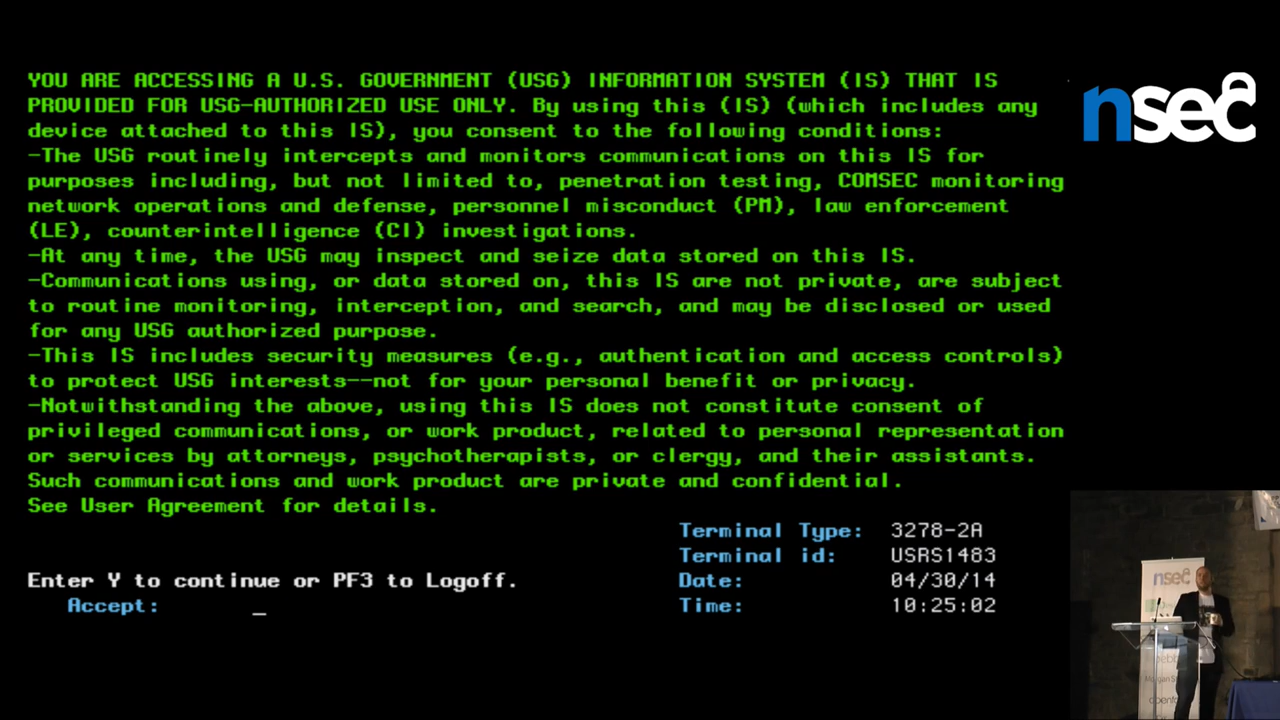 YOU ARE ACCESSING A U.S. GOVERNMENT (USG) INFORMATION SYSTEM (IS) THAT IS
PROVIDED FOR USG-AUTHORIZED USE ONLY. By using this (IS) (which includes any
device attached to this IS), you consent to the following conditions:
-The USG routinely intercepts and monitors communications on this IS for
purposes including, but not limited to, penetration testing, COMSEC monitoring
network operations and defense, personnel misconduct (PM), law enforcement
(LE), counterintelligence (CI) investigations.
-At any time, the USG may inspect and seize data stored on this IS.
-Communications using, or data stored on, this IS are not private, are subject
to routine monitoring, interception, and search, and may be disclosed or used
for any USG authorized purpose.
-This IS includes security measures (e.g., authentication and access controls)
to protect USG interests--not for your personal benefit or privacy.
-Notwithstanding the above, using this IS does not constitute consent of
privileged communications, or work product, related to personal representation
or services by attorneys, psychotherapists, or clergy, and their assistants.
Such communications and work product are private and confidential.
See User Agreement for details.
Terminal Type: 3278-2A
Terminal id: USRS1483
Enter Y to continue or PF3 to Logoff. Date: 04/30/14
Accept: _ Time: 10:25:02
nsec
nsec